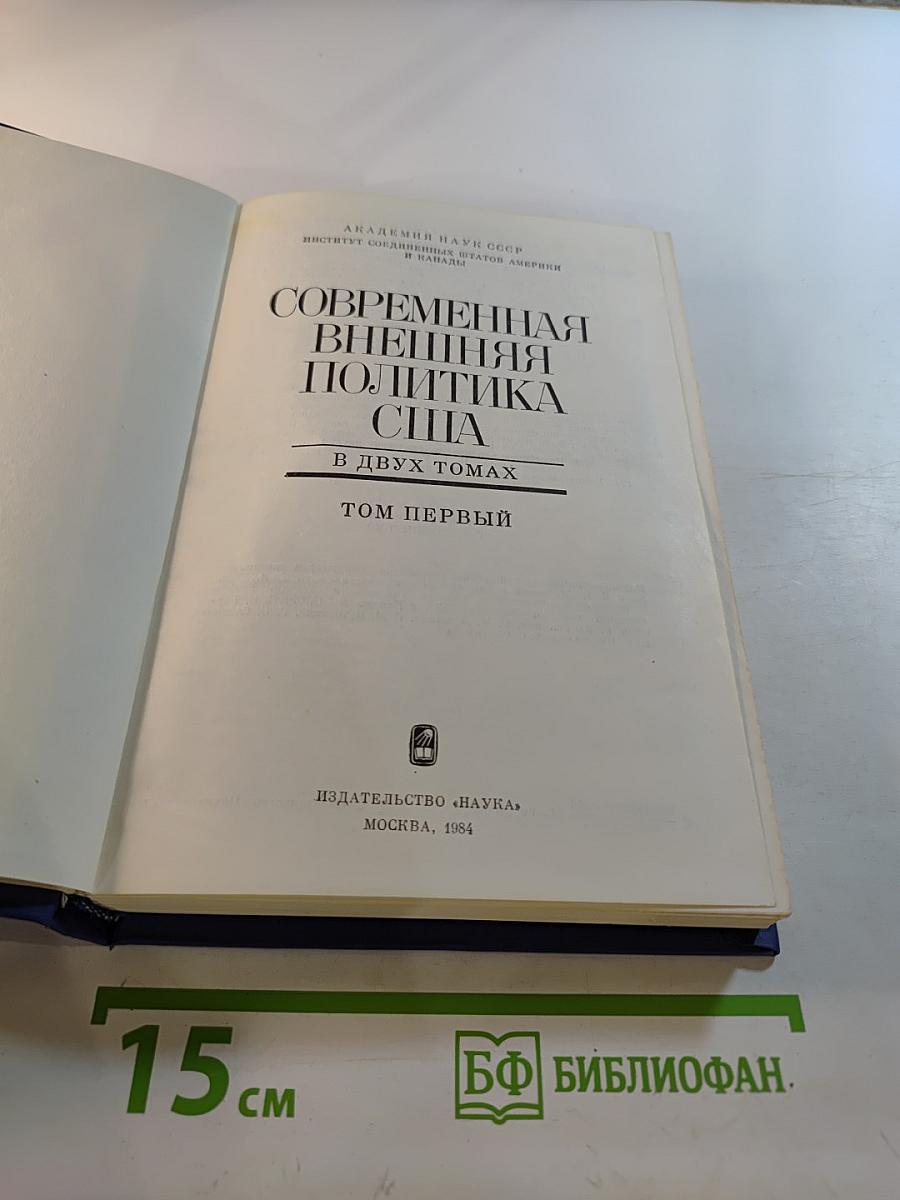 АКАДЕМИЯ НАУК СССР
ИНСТИТУТ СОЕДИНЕННЫХ ШТАТОВ АМЕРИКИ
И КАНАДЫ
СОВРЕМЕННАЯ
ВНЕШНЯЯ
ПОЛИТИКА
США
В ДВУХ ТОМАХ
ТОМ ПЕРВЫЙ
ИЗДАТЕЛЬСТВО «НАУКА»
МОСКВА, 1984
15 см
БФ БИБЛИОФАН